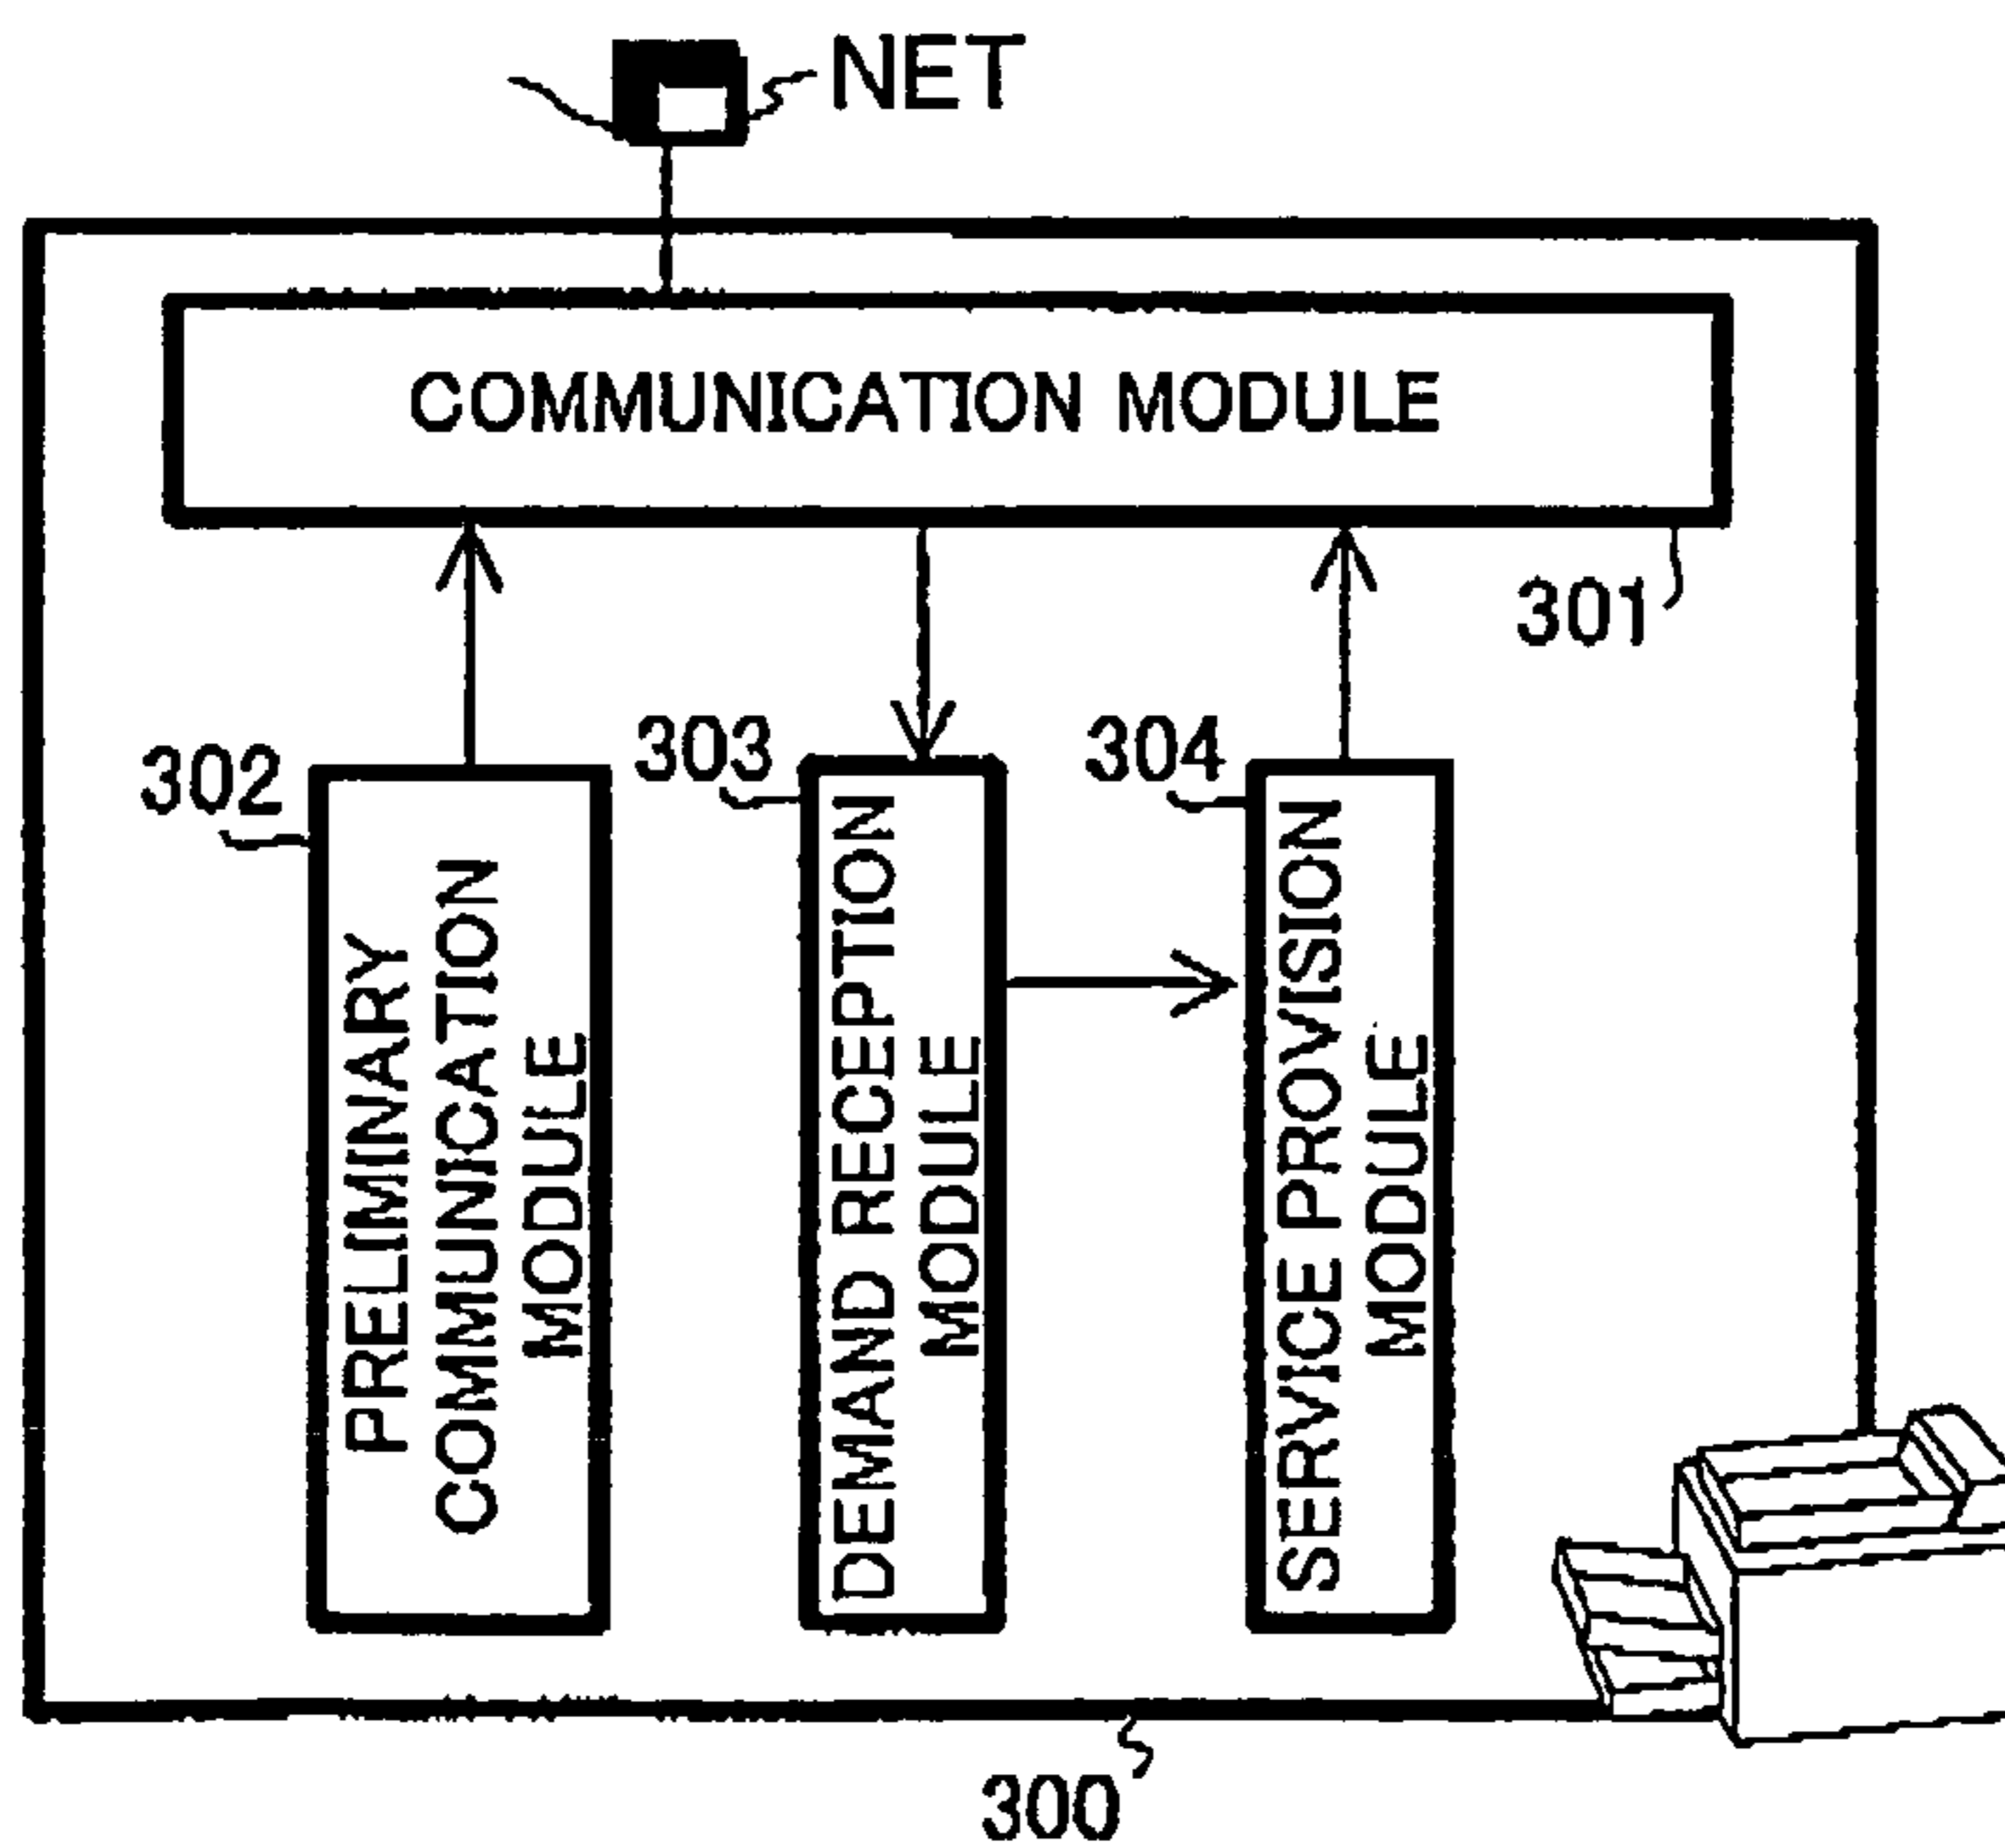 NET
COMMUNICATION MODULE
301
302
303
304
PRELIMINARY
COMMUNICATION
MODULE
DEMAND RECEPTION
MODULE
SERVICE PROVISION
MODULE
300